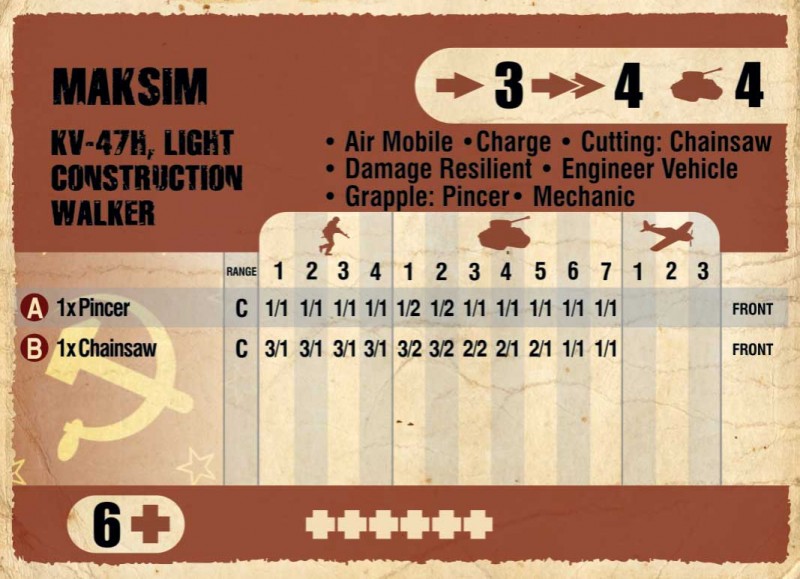 MAKSIM
3 4 4
KV-47H, LIGHT
CONSTRUCTION
WALKER
• Air Mobile • Charge • Cutting: Chainsaw
• Damage Resilient • Engineer Vehicle
• Grapple: Pincer • Mechanic
RANGE 1 2 3 4 1 2 3 4 5 6 7 1 2 3
A 1x Pincer C 1/1 1/1 1/1 1/1 1/2 1/2 1/1 1/1 1/1 1/1 1/1 FRONT
B 1x Chainsaw C 3/1 3/1 3/1 3/1 3/2 3/2 2/2 2/1 2/1 1/1 1/1 FRONT
6